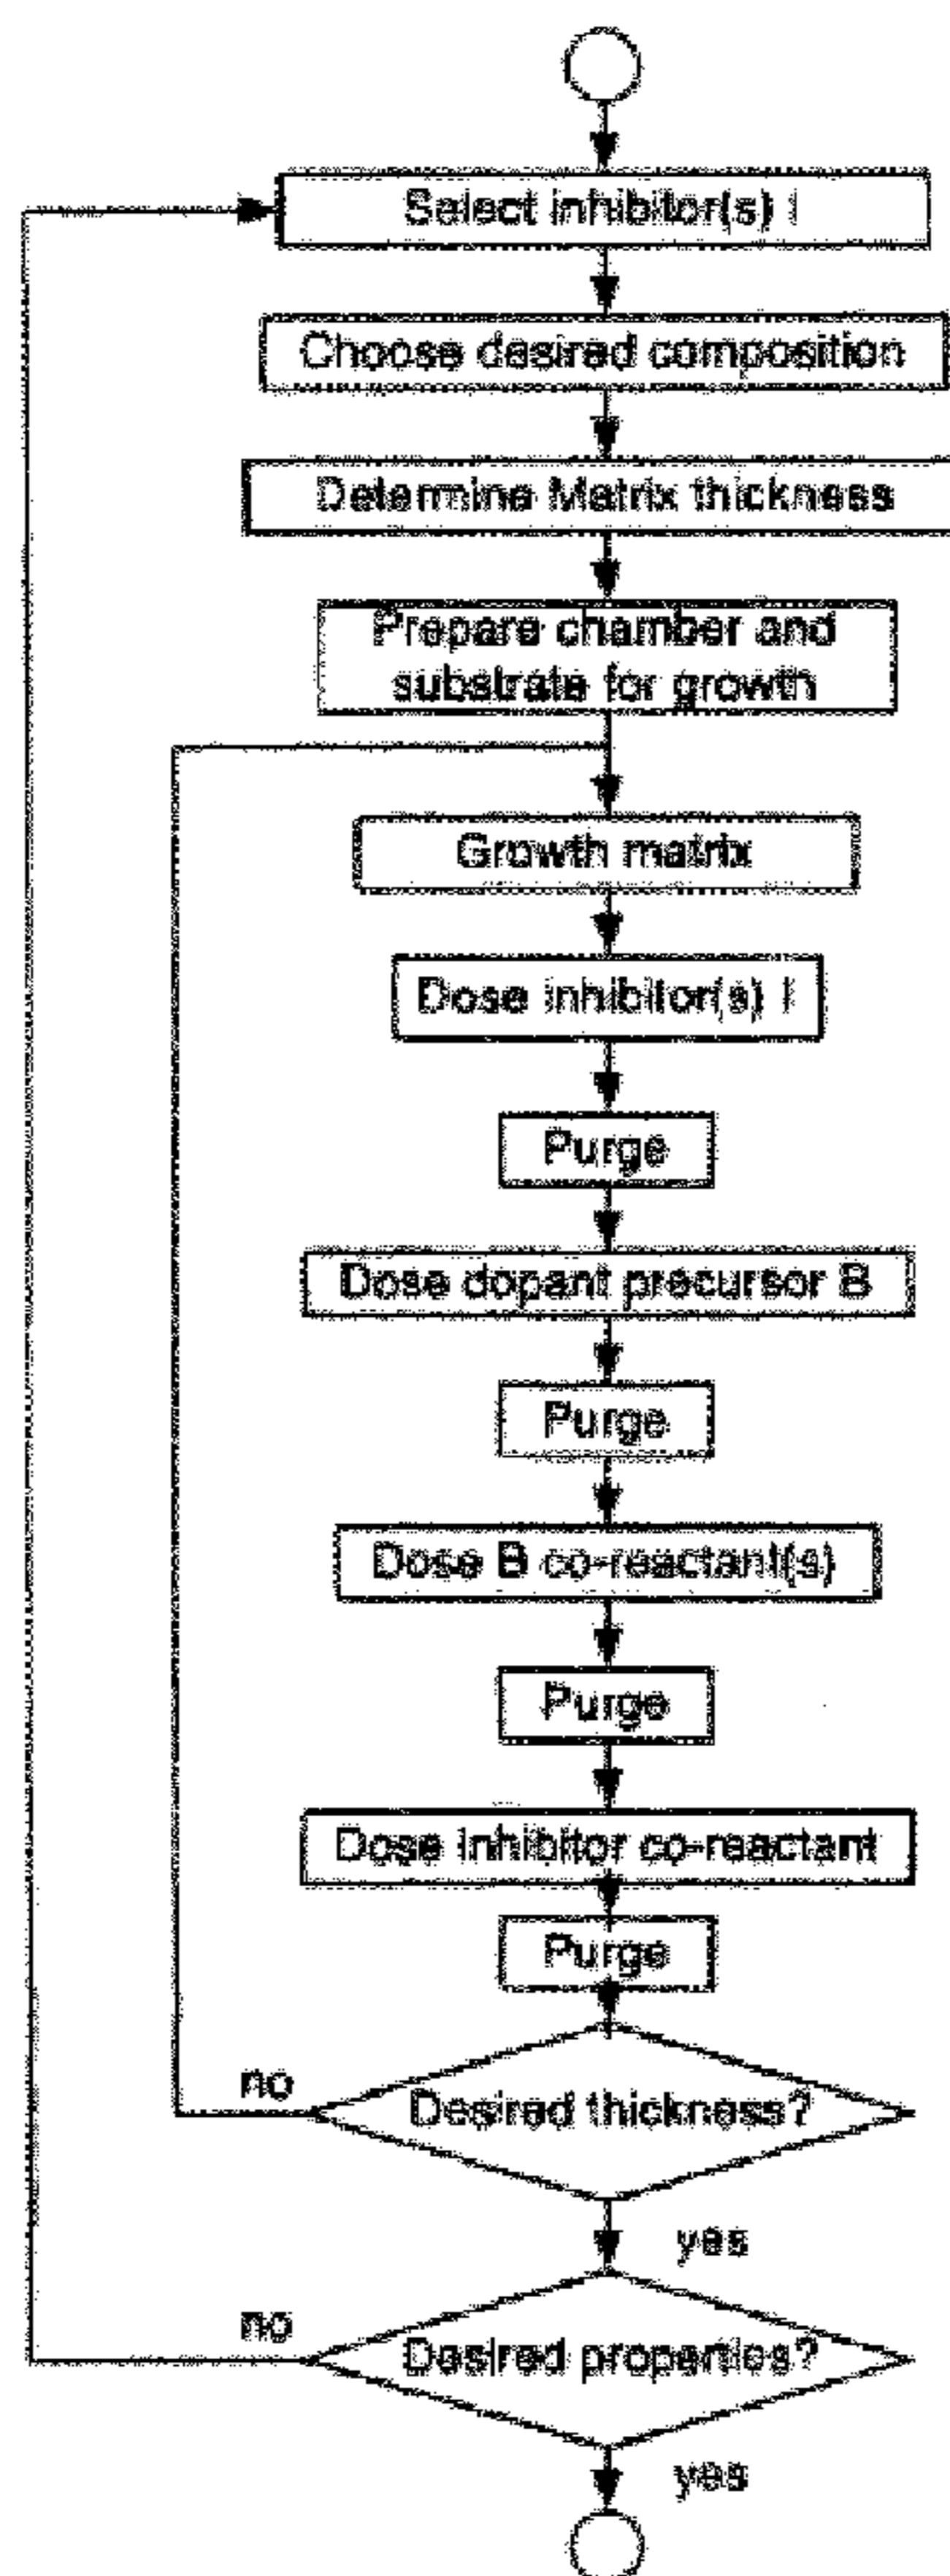 Select inhibitor(s) I
Choose desired composition
Determine Matrix thickness
Prepare chamber and
substrate for growth
Growth matrix
Dose inhibitor(s) I
Purge
Dose dopant precursor B
Purge
Dose B co-reactant(s)
Purge
Dose Inhibitor co-reactant
Purge
no
Desired thickness?
yes
no
Desired properties?
yes